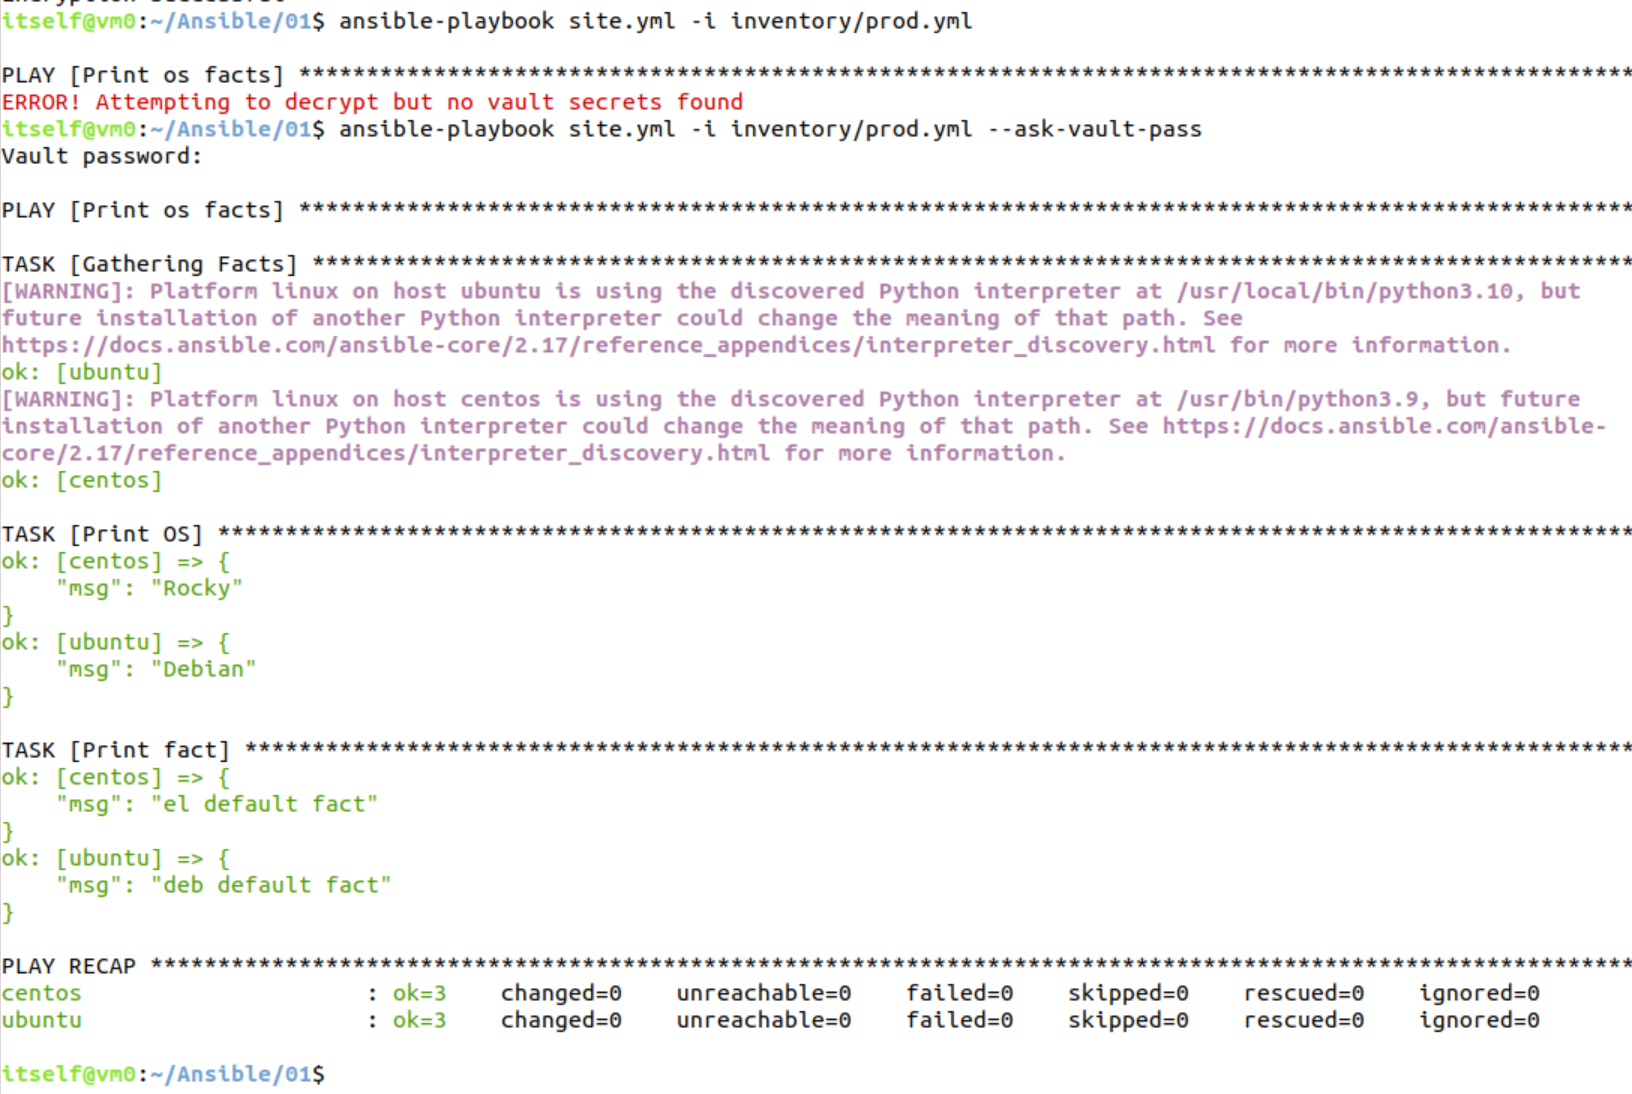 Encryption successful
itself@vm0:~/Ansible/01$ ansible-playbook site.yml -i inventory/prod.yml
PLAY [Print os facts] ***************************************************************************************************
ERROR! Attempting to decrypt but no vault secrets found
itself@vm0:~/Ansible/01$ ansible-playbook site.yml -i inventory/prod.yml --ask-vault-pass
Vault password:
PLAY [Print os facts] ***************************************************************************************************
TASK [Gathering Facts] **************************************************************************************************
[WARNING]: Platform linux on host ubuntu is using the discovered Python interpreter at /usr/local/bin/python3.10, but
future installation of another Python interpreter could change the meaning of that path. See
https://docs.ansible.com/ansible-core/2.17/reference_appendices/interpreter_discovery.html for more information.
ok: [ubuntu]
[WARNING]: Platform linux on host centos is using the discovered Python interpreter at /usr/bin/python3.9, but future
installation of another Python interpreter could change the meaning of that path. See https://docs.ansible.com/ansible-
core/2.17/reference_appendices/interpreter_discovery.html for more information.
ok: [centos]
TASK [Print OS] *********************************************************************************************************
ok: [centos] => {
    "msg": "Rocky"
}
ok: [ubuntu] => {
    "msg": "Debian"
}
TASK [Print fact] *******************************************************************************************************
ok: [centos] => {
    "msg": "el default fact"
}
ok: [ubuntu] => {
    "msg": "deb default fact"
}
PLAY RECAP **************************************************************************************************************
centos                     : ok=3    changed=0    unreachable=0    failed=0    skipped=0    rescued=0    ignored=0
ubuntu                     : ok=3    changed=0    unreachable=0    failed=0    skipped=0    rescued=0    ignored=0
itself@vm0:~/Ansible/01$